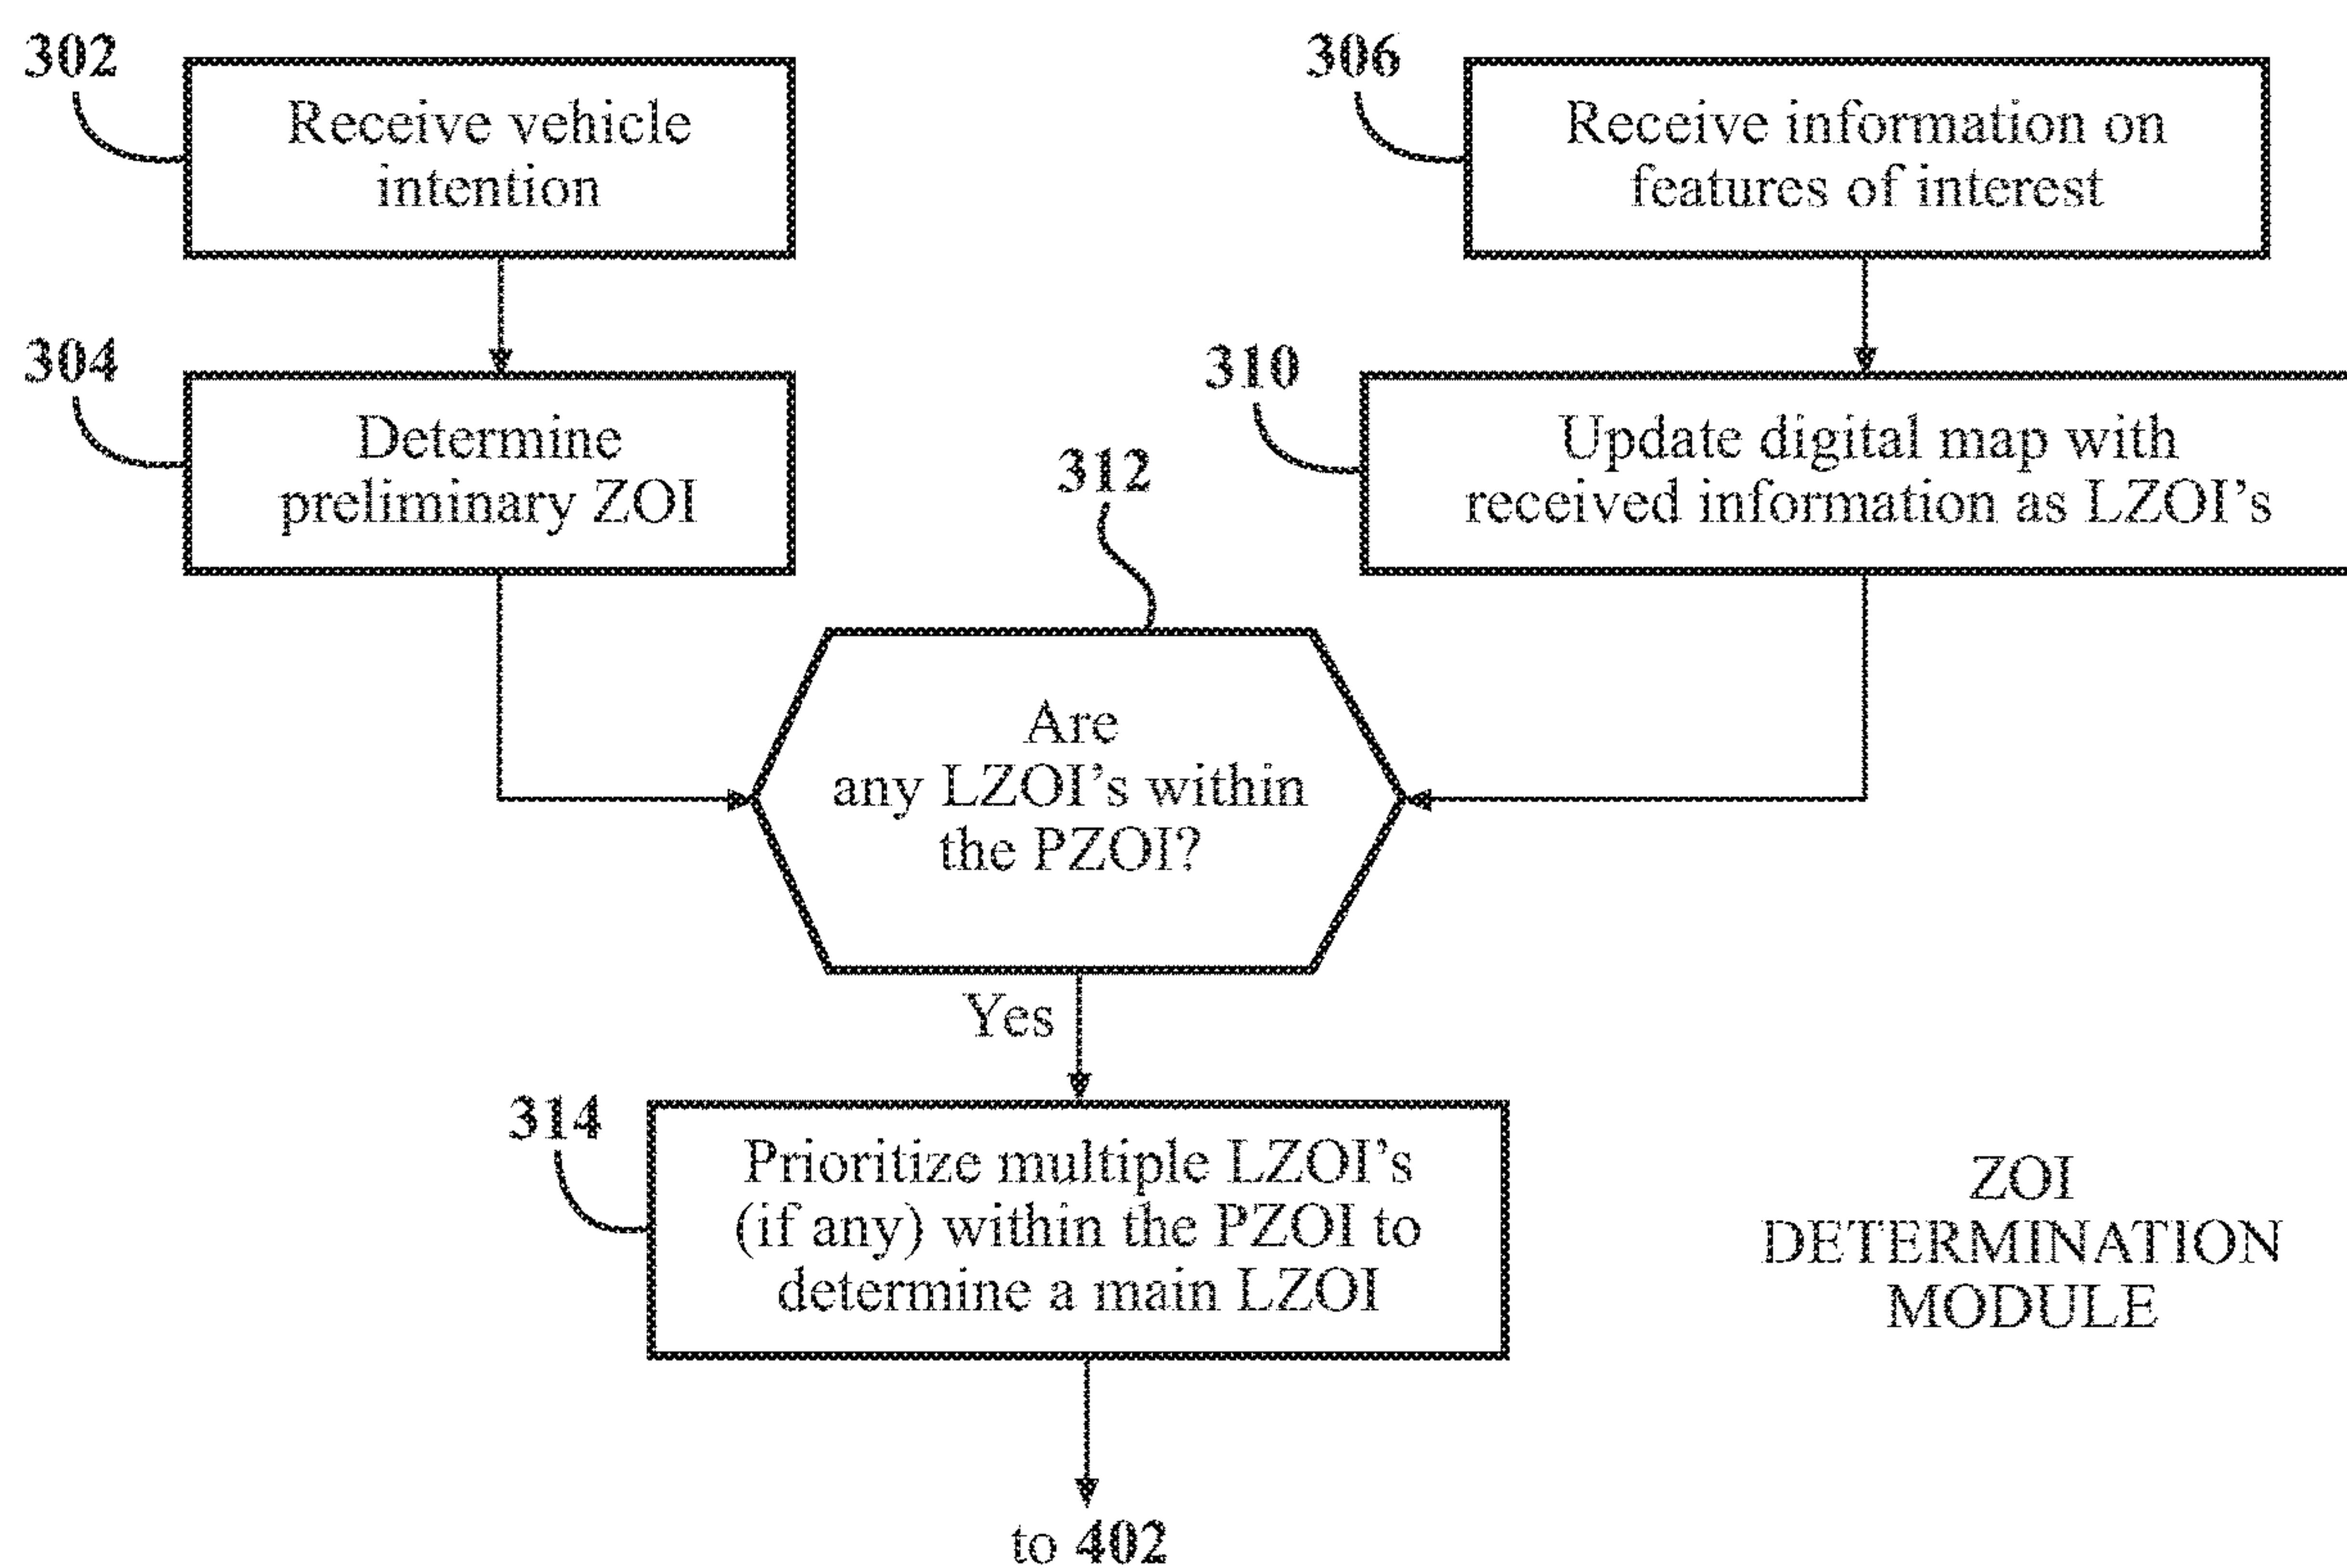 302
Receive vehicle
intention
306
Receive information on
features of interest
304
Determine
preliminary ZOI
310
Update digital map with
received information as LZOI's
312
Are
any LZOI's within
the PZOI?
Yes
314
Prioritize multiple LZOI's
(if any) within the PZOI to
determine a main LZOI
ZOI
DETERMINATION
MODULE
to 402